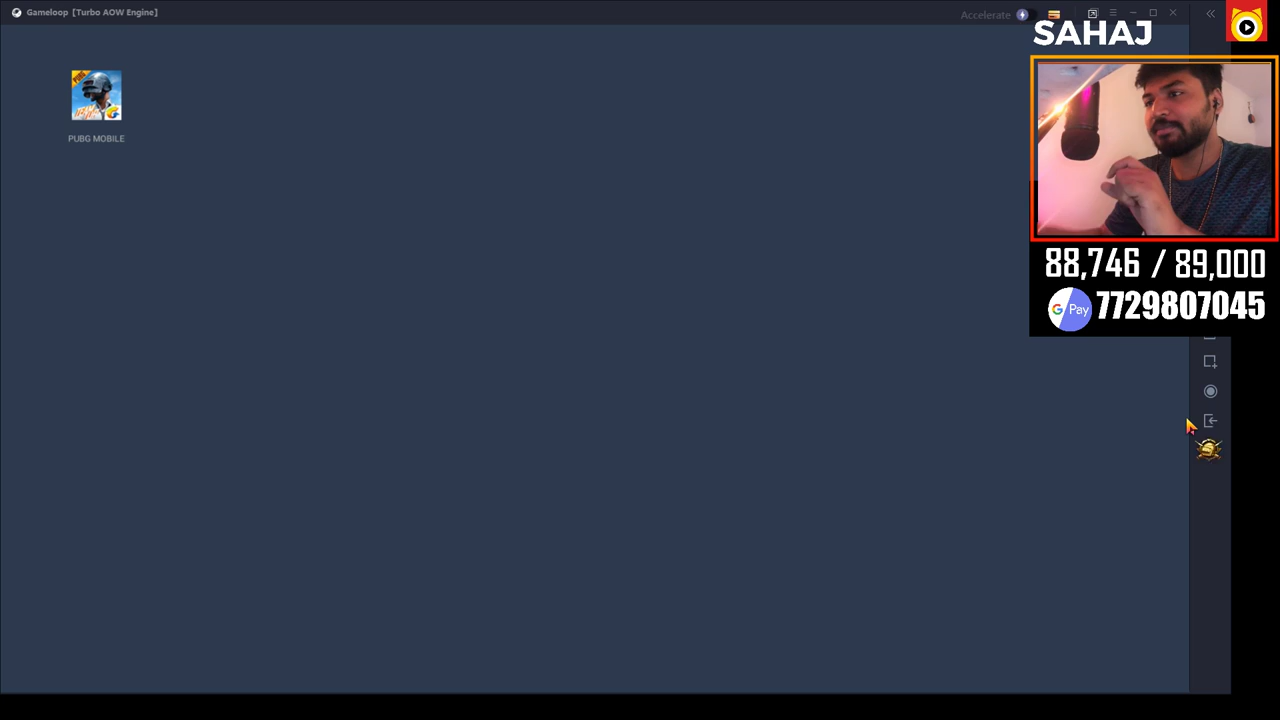 Gameloop [Turbo AOW Engine]
Accelerate
SAHAJ
PUBG MOBILE
88,746 / 89,000
G Pay
7729807045